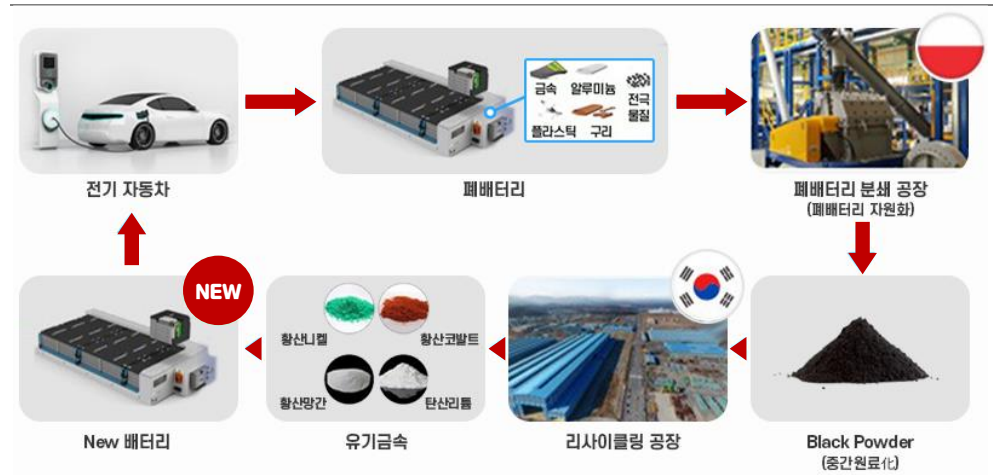 금속 알루미늄 전극
물질
플라스틱 구리
전기 자동차
폐배터리
폐배터리 분쇄 공장
(폐배터리 자원화)
NEW
황산니켈 황산코발트
황산망간 탄산리튬
New 배터리
유기금속
리사이클링 공장
Black Powder
(중간원료化)